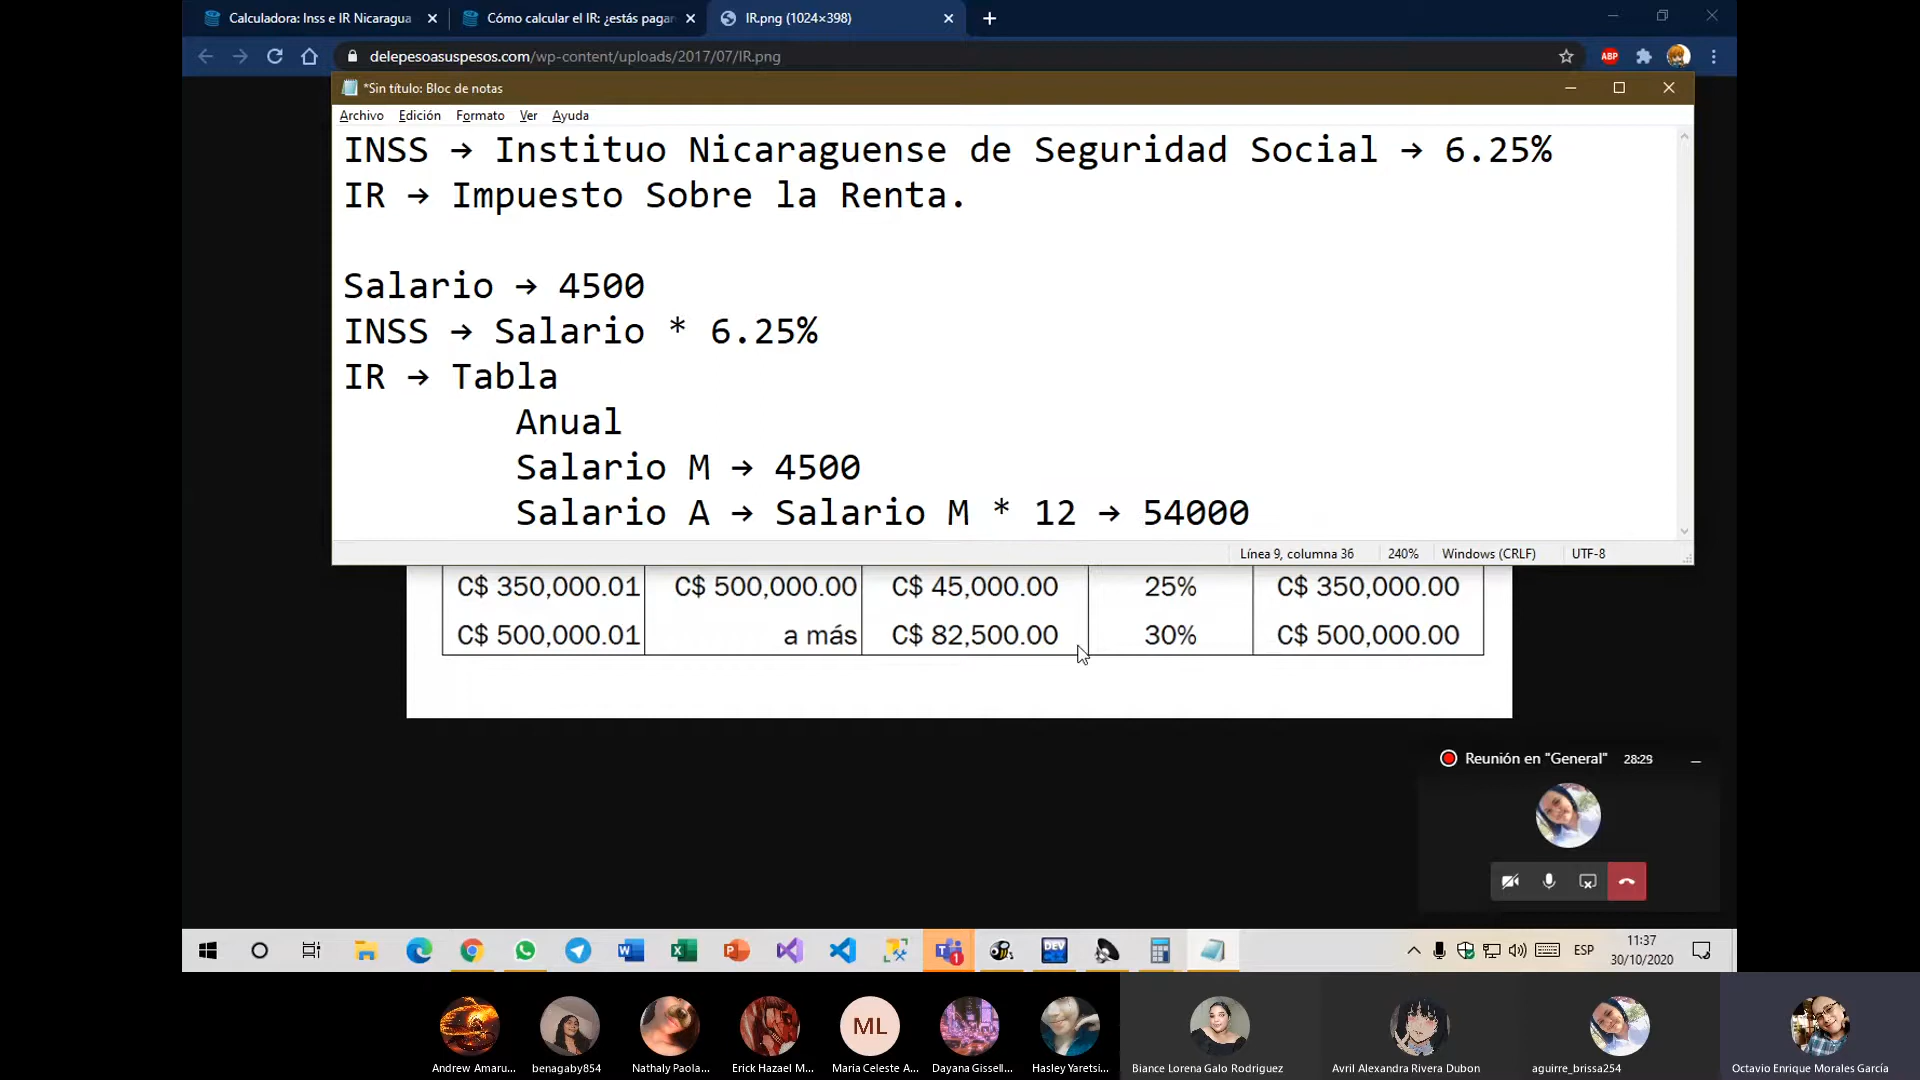 Calculadora: Inss e IR Nicaragua
Cómo calcular el IR: ¿estás pagan
IR.png (1024×398)
delepesoasuspesos.com/wp-content/uploads/2017/07/IR.png
ABP
*Sin título: Bloc de notas
Archivo Edición Formato Ver Ayuda
INSS → Instituo Nicaraguense de Seguridad Social → 6.25%
IR → Impuesto Sobre la Renta.
Salario → 4500
INSS → Salario * 6.25%
IR → Tabla
Anual
Salario M → 4500
Salario A → Salario M * 12 → 54000
Línea 9, columna 36 240% Windows (CRLF) UTF-8
C$ 350,000.01 C$ 500,000.00 C$ 45,000.00 25% C$ 350,000.00
C$ 500,000.01 a más C$ 82,500.00 30% C$ 500,000.00
Reunión en "General" 28:29
DEV
1
ESP
11:37
30/10/2020
ML
Andrew Amaru... benagaby854 Nathaly Paola... Erick Hazael M... Maria Celeste A... Dayana Gissell... Hasley Yaretsi... Biance Lorena Galo Rodriguez Avril Alexandra Rivera Dubon aguirre_brissa254 Octavio Enrique Morales García